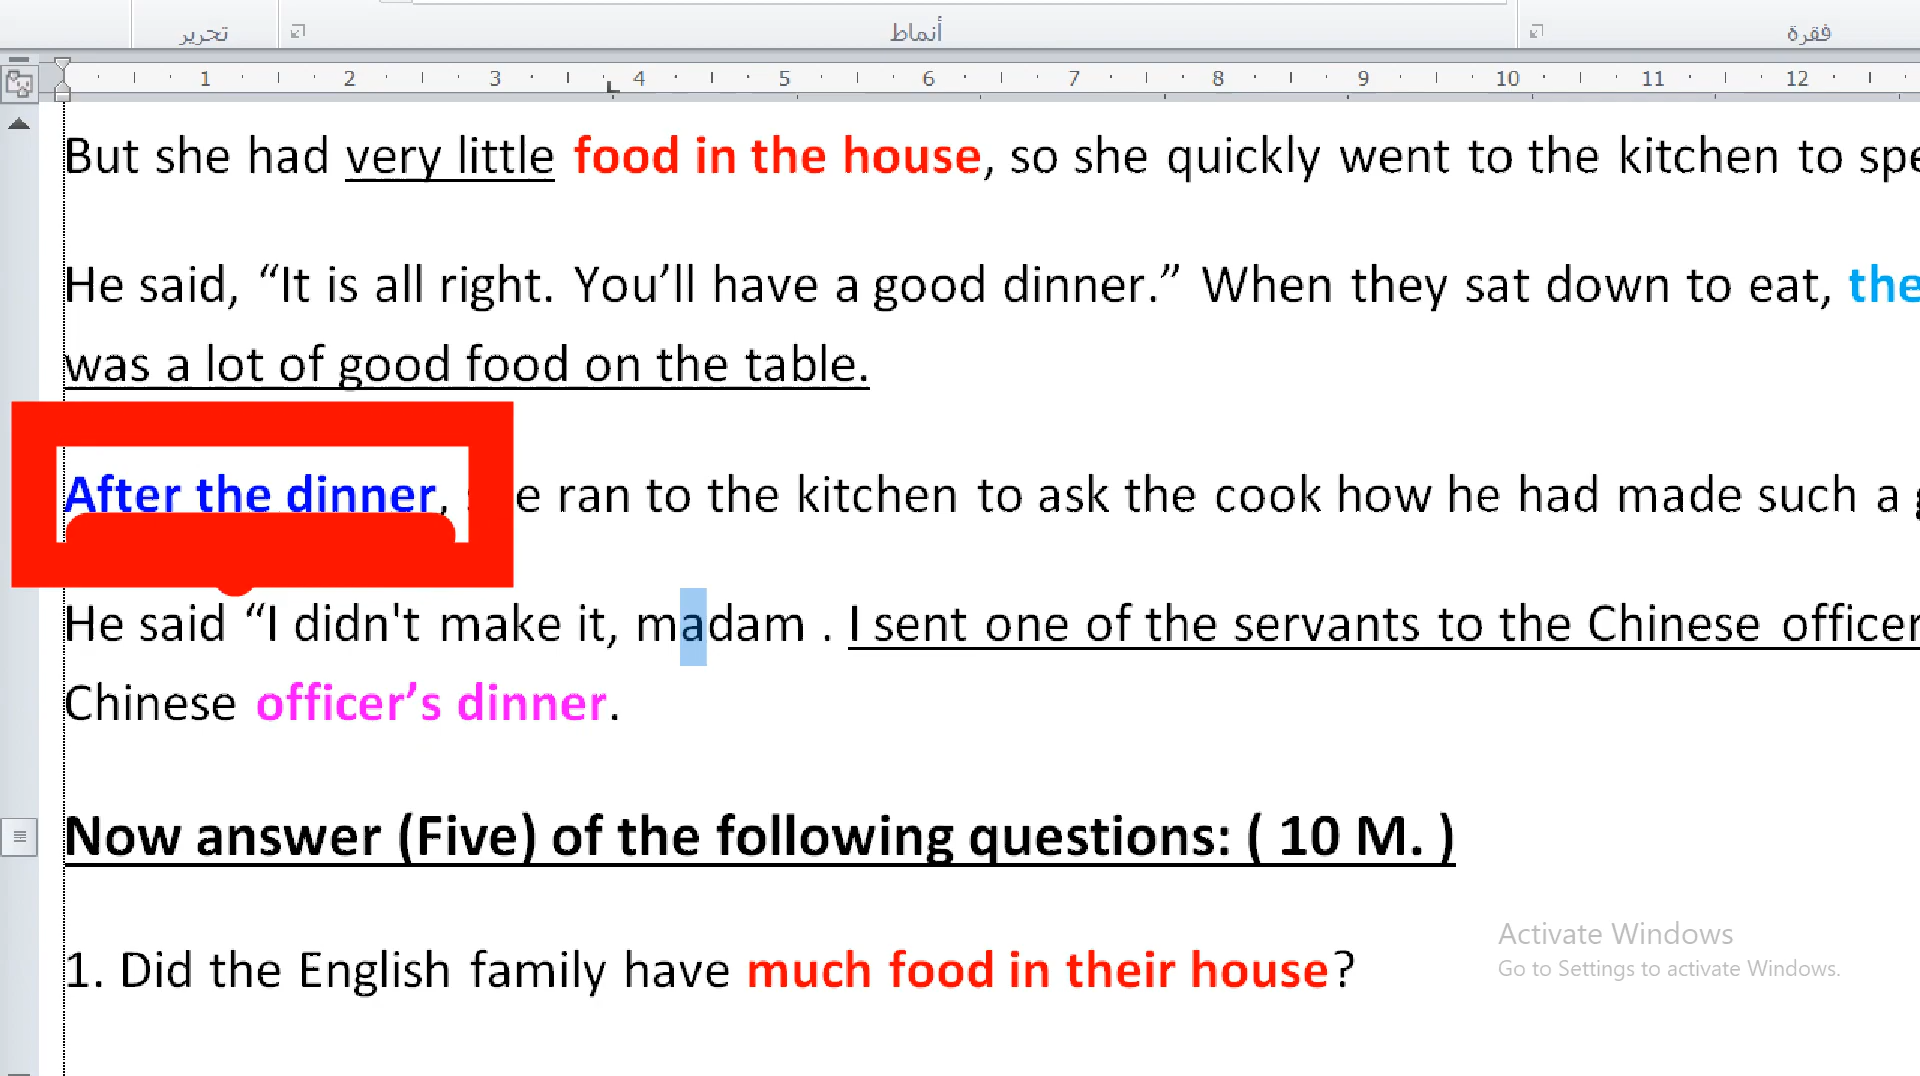 تحرير
أنماط
فقرة
1 2 3 4 5 6 7 8 9 10 11 12
But she had very little food in the house, so she quickly went to the kitchen to
He said, “It is all right. You’ll have a good dinner.” When they sat down to eat,
was a lot of good food on the table.
After the dinner, ran to the kitchen to ask the cook how he had made such a
He said “I didn't make it, madam . I sent one of the servants to the Chinese
Chinese officer’s dinner.
Now answer (Five) of the following questions: ( 10 M. )
1. Did the English family have much food in their house?
Activate Windows
Go to Settings to activate Windows.